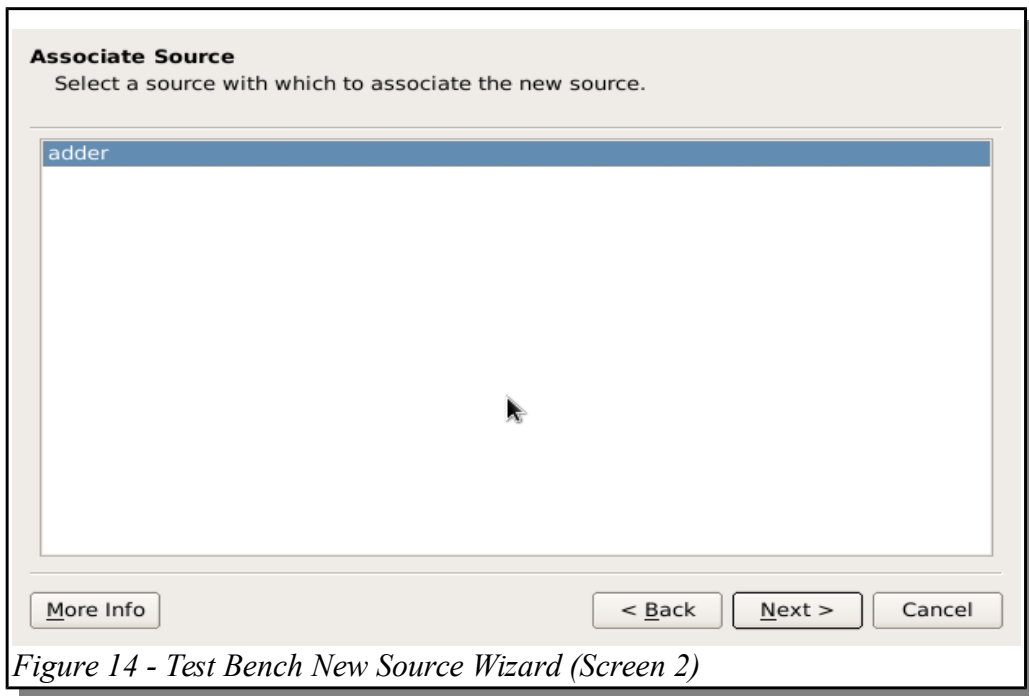 Associate Source
Select a source with which to associate the new source.
adder
More Info
< Back
Next >
Cancel
Figure 14 - Test Bench New Source Wizard (Screen 2)